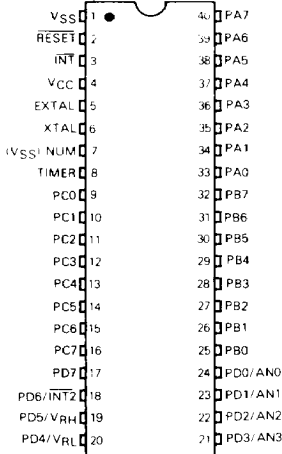 VSS 1 40 PA7
RESET 2 39 PA6
INT 3 38 PA5
VCC 4 37 PA4
EXTAL 5 36 PA3
XTAL 6 35 PA2
(VSS) NUM 7 34 PA1
TIMER 8 33 PA0
PC0 9 32 PB7
PC1 10 31 PB6
PC2 11 30 PB5
PC3 12 29 PB4
PC4 13 28 PB3
PC5 14 27 PB2
PC6 15 26 PB1
PC7 16 25 PB0
PD7 17 24 PD0/AN0
PD6/INT2 18 23 PD1/AN1
PD5/VRH 19 22 PD2/AN2
PD4/VRL 20 21 PD3/AN3